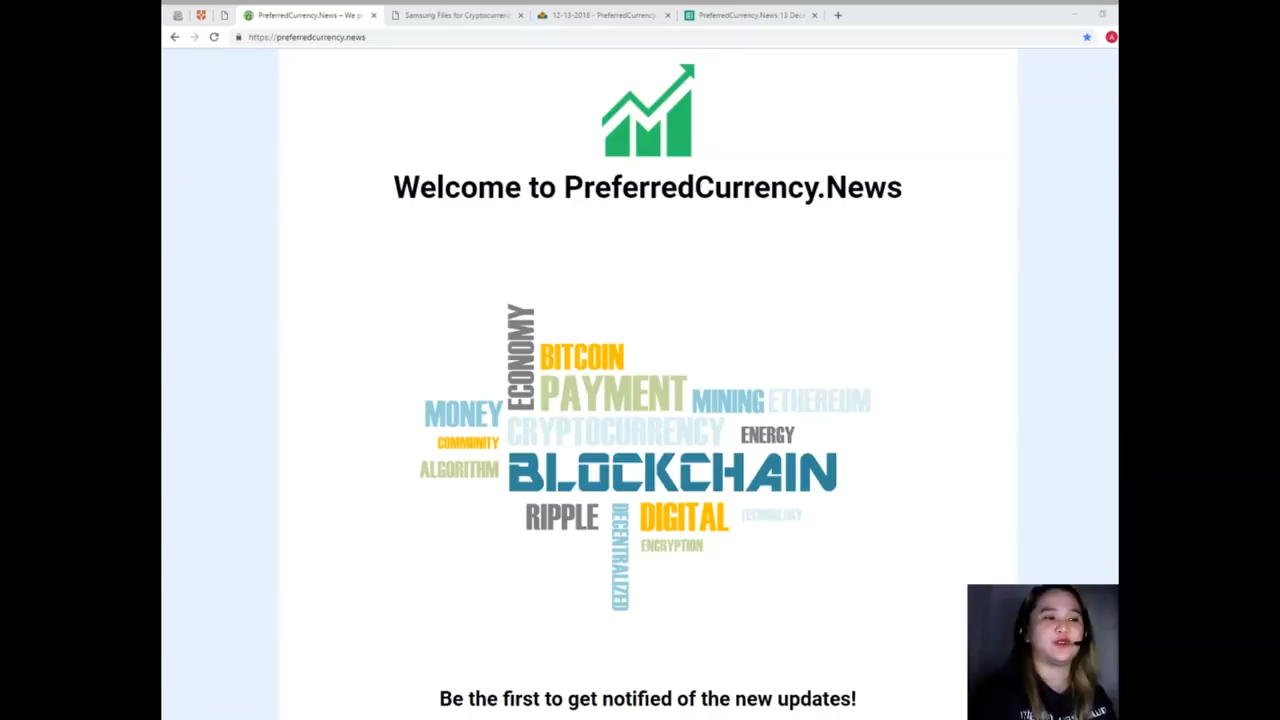 PreferredCurrency.News – We p
Samsung Files for Cryptocurrenc
12-13-2018 - PreferredCurrency
PreferredCurrency.News 13 Dec
https://preferredcurrency.news
Welcome to PreferredCurrency.News
ECONOMY
BITCOIN
PAYMENT
MINING ETHEREUM
MONEY
CRYPTOCURRENCY
ENERGY
COMMUNITY
ALGORITHM
BLOCKCHAIN
RIPPLE
DECENTRALIZED
DIGITAL
TECHNOLOGY
ENCRYPTION
Be the first to get notified of the new updates!